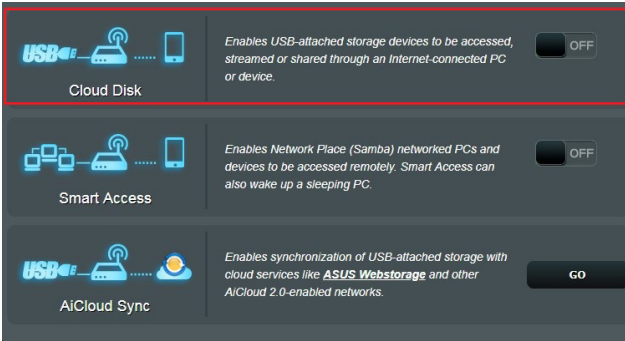 USB
Cloud Disk
Enables USB-attached storage devices to be accessed,
streamed or shared through an Internet-connected PC
or device.
OFF
Smart Access
Enables Network Place (Samba) networked PCs and
devices to be accessed remotely. Smart Access can
also wake up a sleeping PC.
OFF
USB
AiCloud Sync
Enables synchronization of USB-attached storage with
cloud services like ASUS Webstorage and other
AiCloud 2.0-enabled networks.
GO